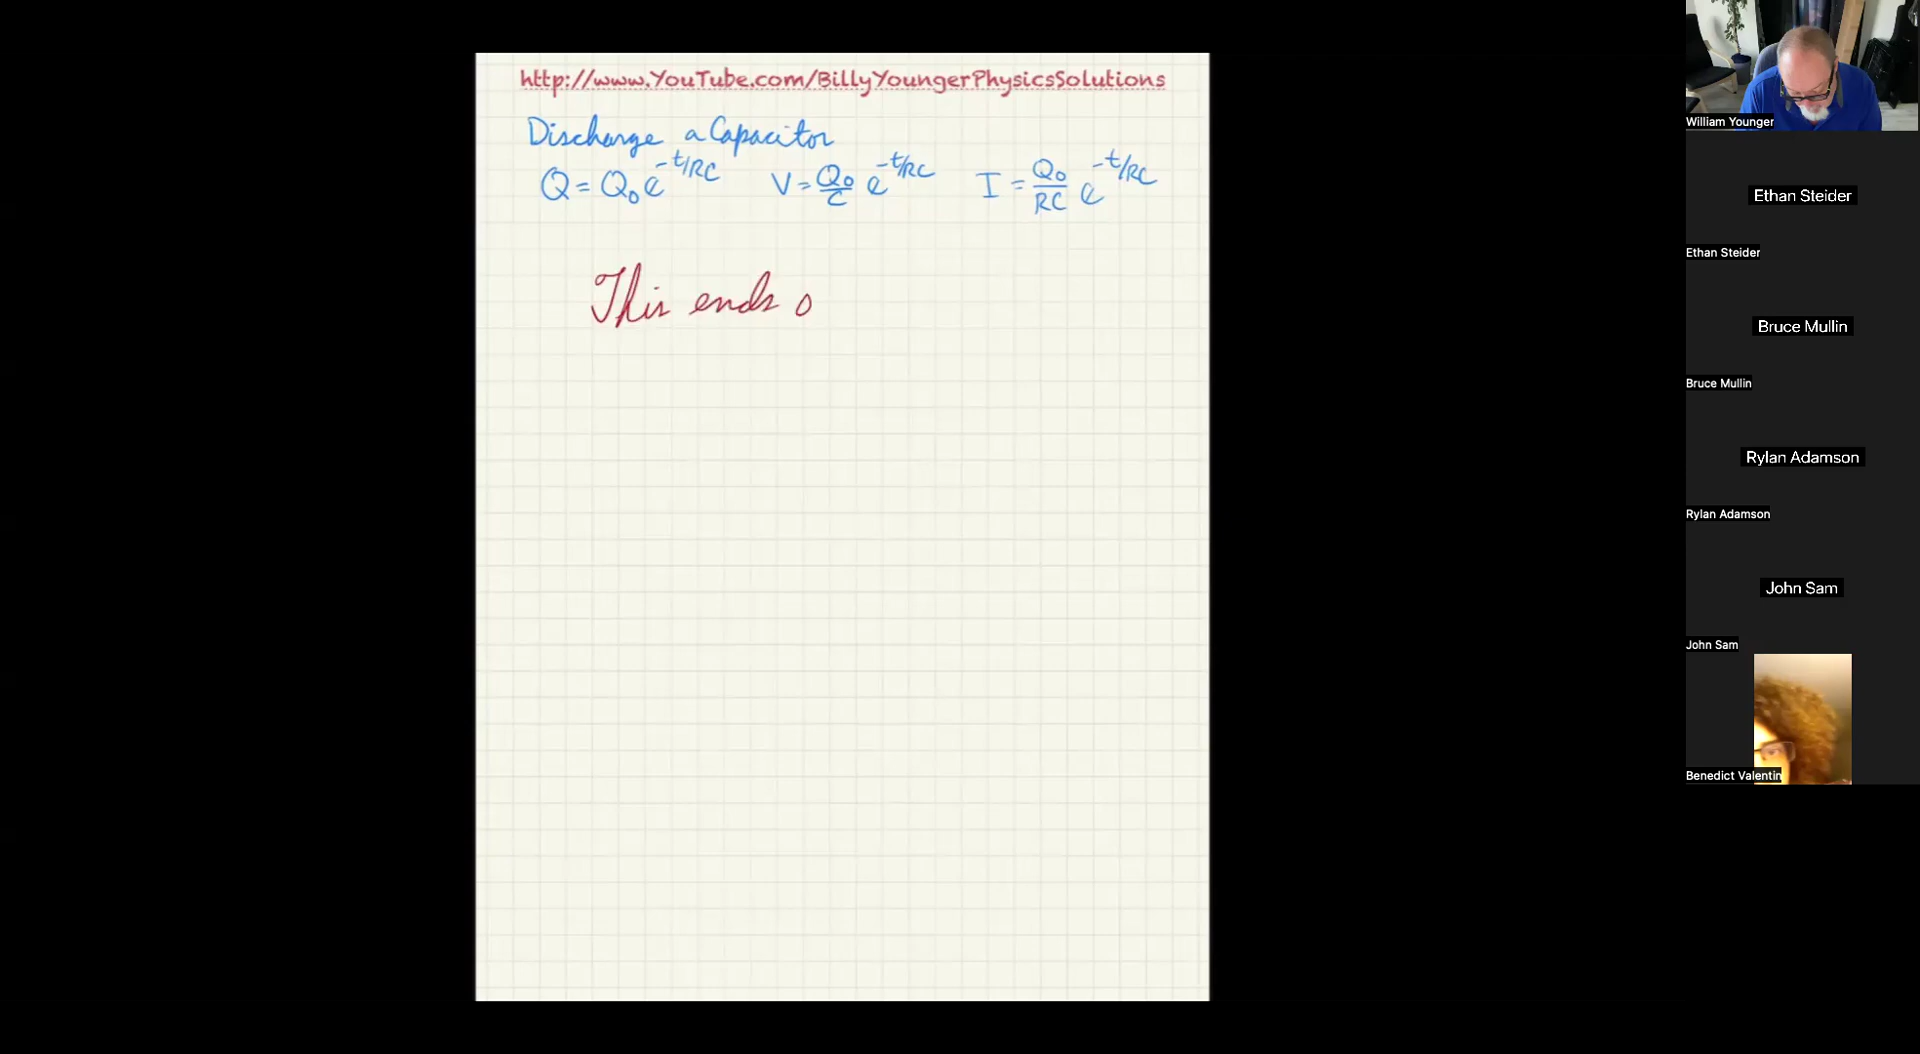 http://www.YouTube.com/BillyYoungerPhysicsSolutions
Discharge a Capacitor
Q = Q₀ e^(-t/RC) V = Q₀/C e^(-t/RC) I = Q₀/RC e^(-t/RC)
This ends o
William Younger
Ethan Steider
Ethan Steider
Bruce Mullin
Bruce Mullin
Rylan Adamson
Rylan Adamson
John Sam
John Sam
Benedict Valentin